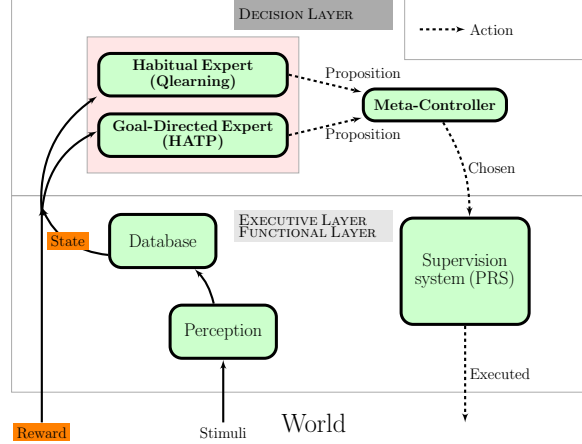 DECISION LAYER
Action
Habitual Expert
(Qlearning)
Proposition
Meta-Controller
Goal-Directed Expert
(HATP)
Proposition
Chosen
EXECUTIVE LAYER
FUNCTIONAL LAYER
State
Database
Supervision
system (PRS)
Perception
Executed
Reward
Stimuli
World